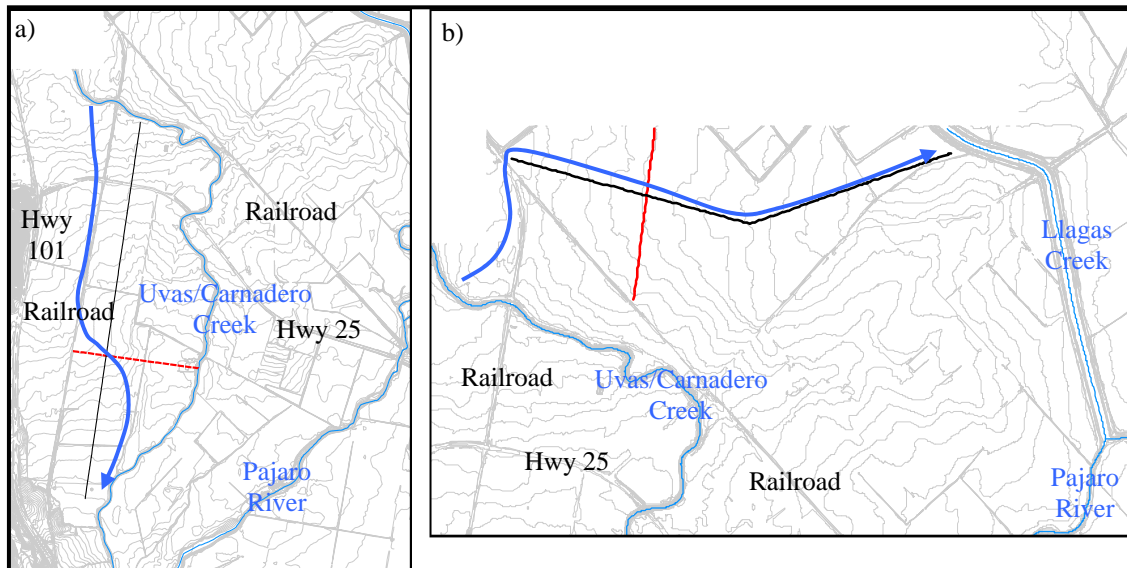 a)
Hwy
101
Railroad
Railroad
Uvas/Carnadero
Creek
Hwy 25
Pajaro
River
b)
Llagas
Creek
Railroad
Uvas/Carnadero
Creek
Hwy 25
Railroad
Pajaro
River